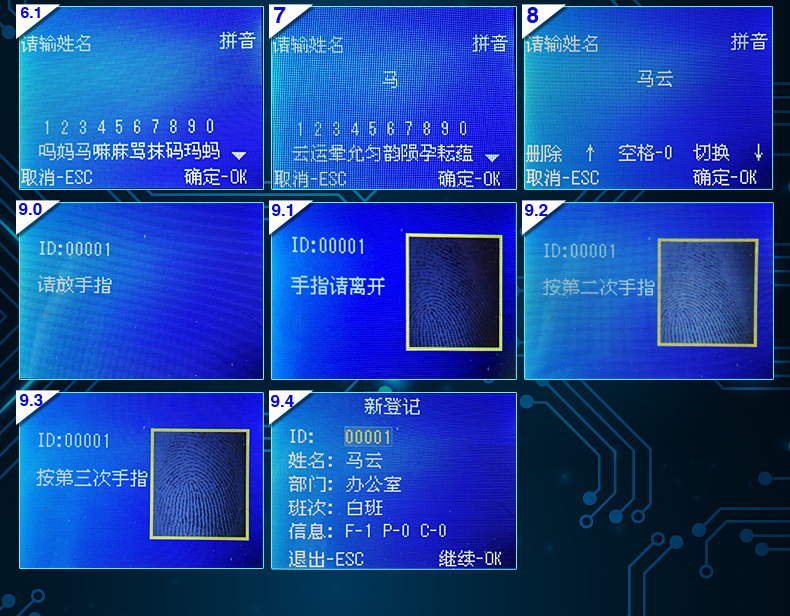 6.1
请输姓名 拼音
1 2 3 4 5 6 7 8 9 0
吗妈马嘛麻骂抹码玛蚂
取消-ESC 确定-OK
7
请输姓名 拼音
马
1 2 3 4 5 6 7 8 9 0
云运晕允匀韵陨孕耘蕴
取消-ESC 确定-OK
8
请输姓名 拼音
马云
删除 ↑ 空格-0 切换 ↓
取消-ESC 确定-OK
9.0
ID:00001
请放手指
9.1
ID:00001
手指请离开
9.2
ID:00001
按第二次手指
9.3
ID:00001
按第三次手指
9.4
新登记
ID: 00001
姓名: 马云
部门: 办公室
班次: 白班
信息: F-1 P-0 C-0
退出-ESC 继续-OK